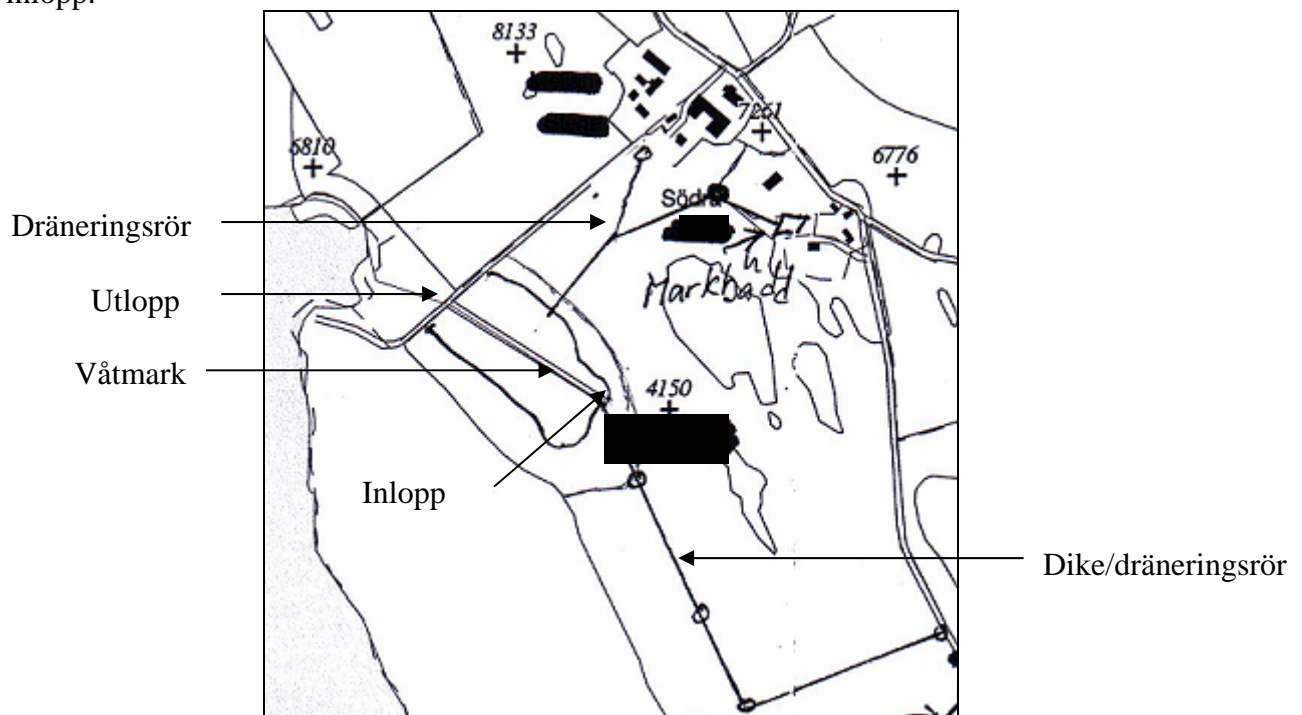 inlopp.
8133
7261
6810
6776
Dräneringsrör
Södra
Markbädd
Utlopp
Våtmark
4150
Inlopp
Dike/dräneringsrör